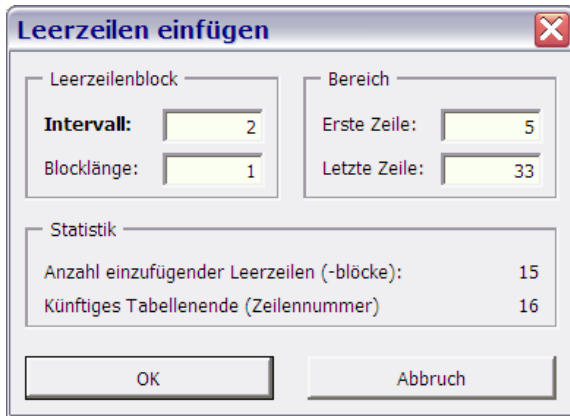 Leerzeilen einfügen
Leerzeilenblock
Intervall: 2
Blocklänge: 1
Bereich
Erste Zeile: 5
Letzte Zeile: 33
Statistik
Anzahl einzufügender Leerzeilen (-blöcke): 15
Künftiges Tabellenende (Zeilennummer) 16
OK
Abbruch